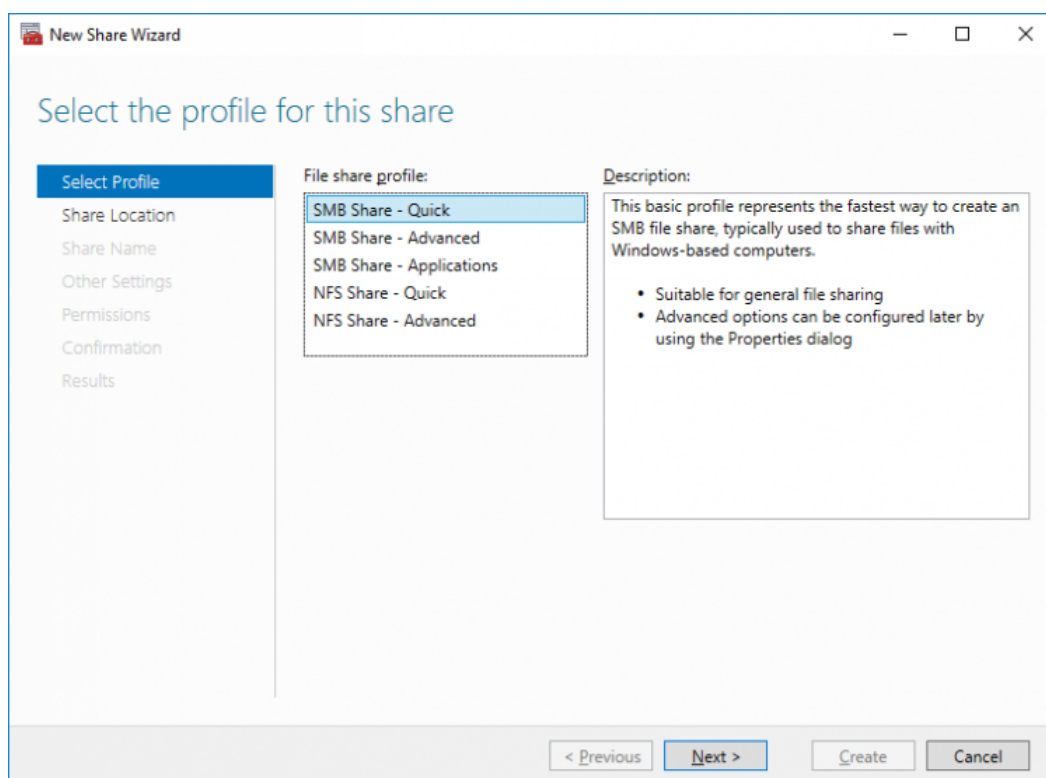 New Share Wizard
Select the profile for this share
Select Profile
Share Location
Share Name
Other Settings
Permissions
Confirmation
Results
File share profile:
SMB Share - Quick
SMB Share - Advanced
SMB Share - Applications
NFS Share - Quick
NFS Share - Advanced
Description:
This basic profile represents the fastest way to create an
SMB file share, typically used to share files with
Windows-based computers.
• Suitable for general file sharing
• Advanced options can be configured later by
using the Properties dialog
< Previous
Next >
Create
Cancel